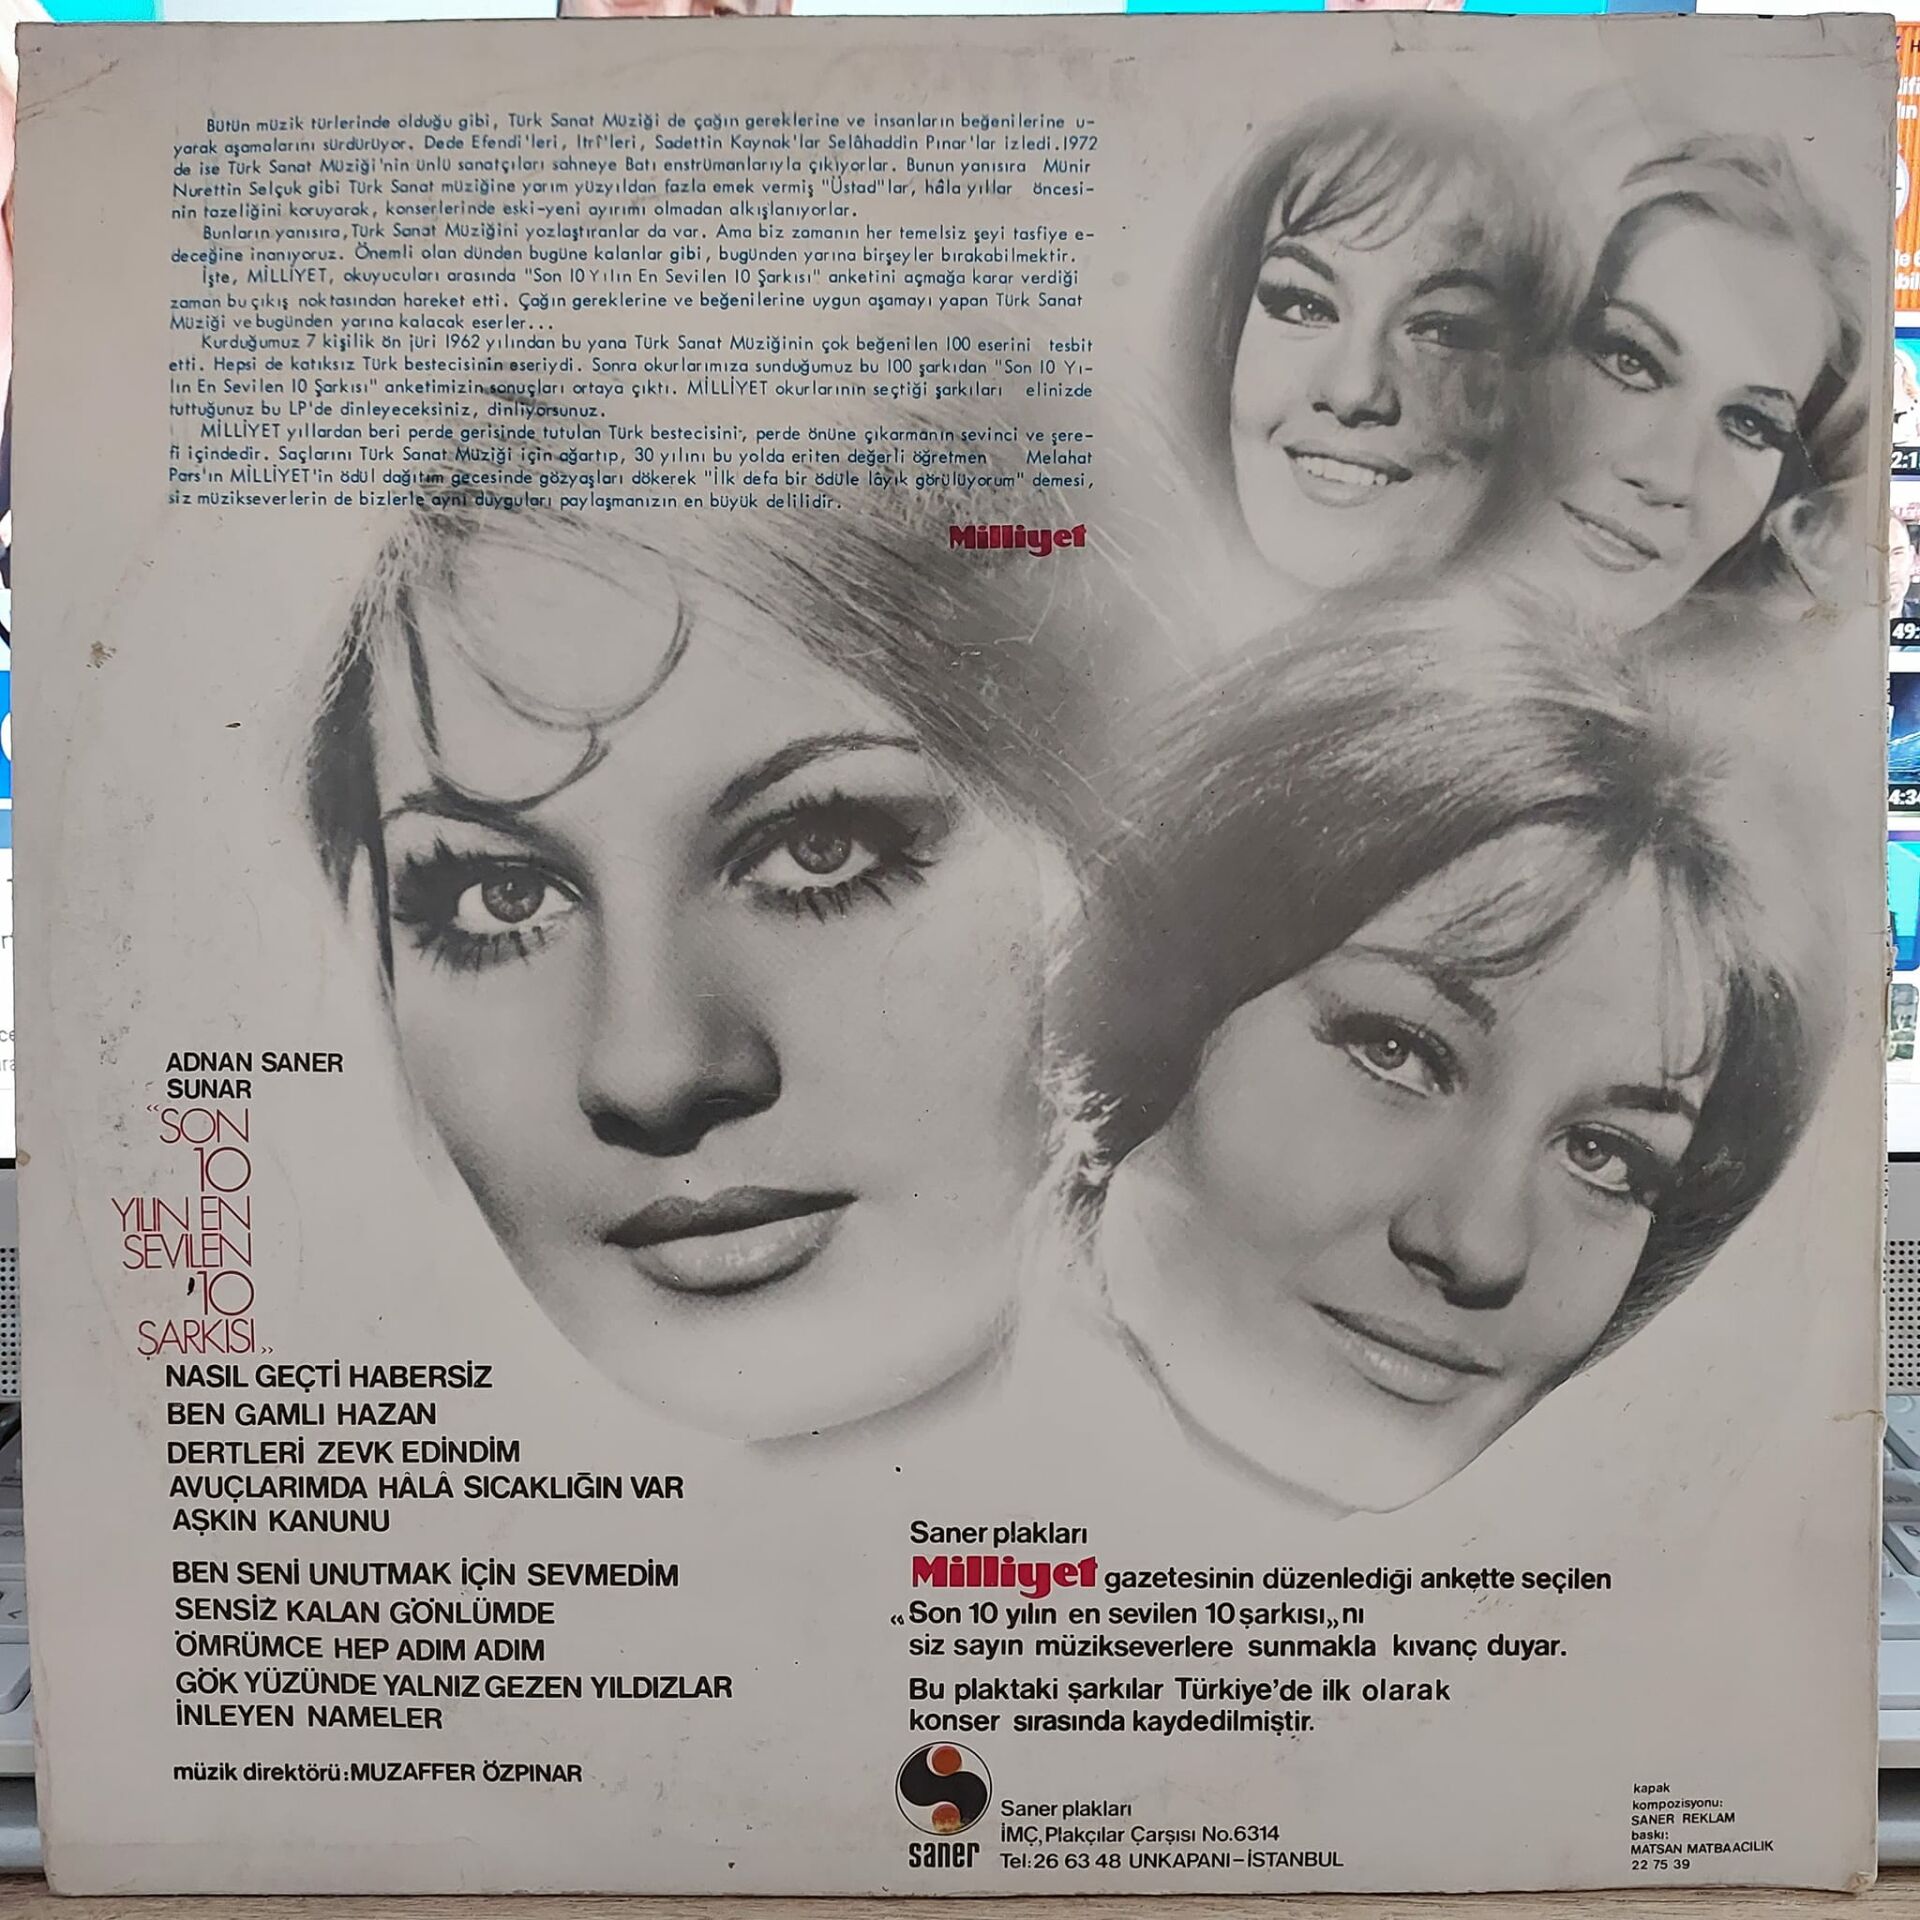 Bütün müzik türlerinde olduğu gibi, Türk Sanat Müziği de çağın gereklerine ve insanların beğenilerine u-
yarak aşamalarını sürdürüyor. Dede Efendi'leri, Itrî'leri, Sadettin Kaynak'lar Selâhaddin Pınar'lar izledi.1972
de ise Türk Sanat Müziği'nin ünlü sanatçıları sahneye Batı enstrümanlarıyla çıkıyorlar. Bunun yanısıra Münir
Nurettin Selçuk gibi Türk Sanat müziğine yarım yüzyıldan fazla emek vermiş "Üstad"lar, hâla yıllar öncesi-
nin tazeliğini koruyarak, konserlerinde eski-yeni ayırımı olmadan alkışlanıyorlar.
Bunların yanısıra, Türk Sanat Müziğini yozlaştıranlar da var. Ama biz zamanın her temelsiz şeyi tasfiye e-
deceğine inanıyoruz. Önemli olan dünden bugüne kalanlar gibi, bugünden yarına birşeyler bırakabilmektir.
İşte, MİLLİYET, okuyucuları arasında "Son 10 Yılın En Sevilen 10 Şarkısı" anketini açmağa karar verdiği
zaman bu çıkış noktasından hareket etti. Çağın gereklerine ve beğenilerine uygun aşamayı yapan Türk Sanat
Müziği ve bugünden yarına kalacak eserler...
Kurduğumuz 7 kişilik ön jüri 1962 yılından bu yana Türk Sanat Müziğinin çok beğenilen 100 eserini tesbit
etti. Hepsi de katıksız Türk bestecisinin eseriydi. Sonra okurlarımıza sunduğumuz bu 100 şarkıdan "Son 10 Yı-
lın En Sevilen 10 Şarkısı" anketimizin sonuçları ortaya çıktı. MİLLİYET okurlarının seçtiği şarkıları elinizde
tuttuğunuz bu LP'de dinleyeceksiniz, dinliyorsunuz.
MİLLİYET yıllardan beri perde gerisinde tutulan Türk bestecisini, perde önüne çıkarmanın sevinci ve şere-
fi içindedir. Saçlarını Türk Sanat Müziği için ağartıp, 30 yılını bu yolda eriten değerli öğretmen Melahat
Pars'ın MİLLİYET'in ödül dağıtım gecesinde gözyaşları dökerek "İlk defa bir ödüle lâyık görülüyorum" demesi,
siz müzikseverlerin de bizlerle ayni duyguları paylaşmanızın en büyük delilidir.
Milliyet
ADNAN SANER
SUNAR
“SON
10
YILIN EN
SEVİLEN
10
ŞARKISI„
NASIL GEÇTİ HABERSİZ
BEN GAMLI HAZAN
DERTLERİ ZEVK EDİNDİM
AVUÇLARIMDA HÂLÂ SICAKLIĞIN VAR
AŞKIN KANUNU
BEN SENİ UNUTMAK İÇİN SEVMEDİM
SENSİZ KALAN GÖNLÜMDE
ÖMRÜMCE HEP ADIM ADIM
GÖK YÜZÜNDE YALNIZ GEZEN YILDIZLAR
İNLEYEN NAMELER
müzik direktörü:MUZAFFER ÖZPINAR
Saner plakları
Milliyet gazetesinin düzenlediği ankette seçilen
“Son 10 yılın en sevilen 10 şarkısı„nı
siz sayın müzikseverlere sunmakla kıvanç duyar.
Bu plaktaki şarkılar Türkiye'de ilk olarak
konser sırasında kaydedilmiştir.
saner
Saner plakları
İMÇ, Plakçılar Çarşısı No.6314
Tel:26 63 48 UNKAPANI-İSTANBUL
kapak
kompozisyonu:
SANER REKLAM
baskı:
MATSAN MATBAACILIK
22 75 39